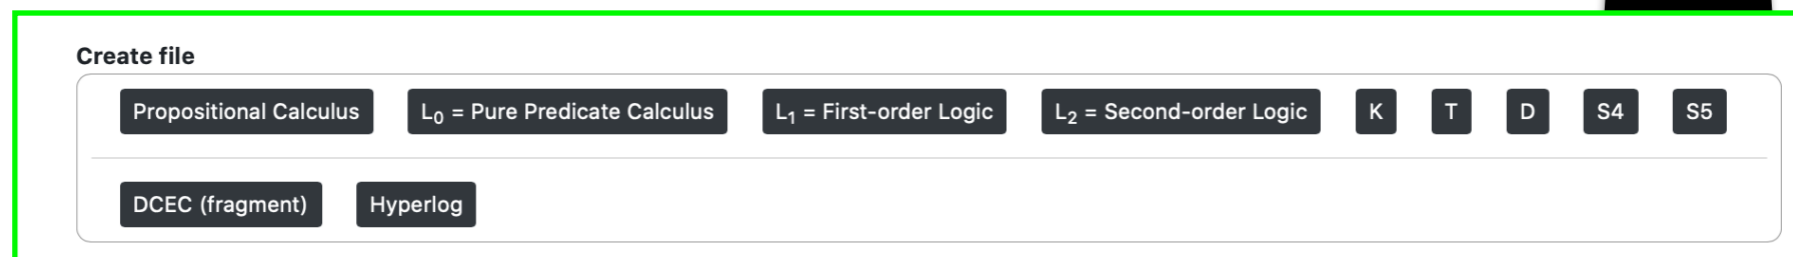 Create file
Propositional Calculus L₀ = Pure Predicate Calculus L₁ = First-order Logic L₂ = Second-order Logic K T D S4 S5
DCEC (fragment) Hyperlog